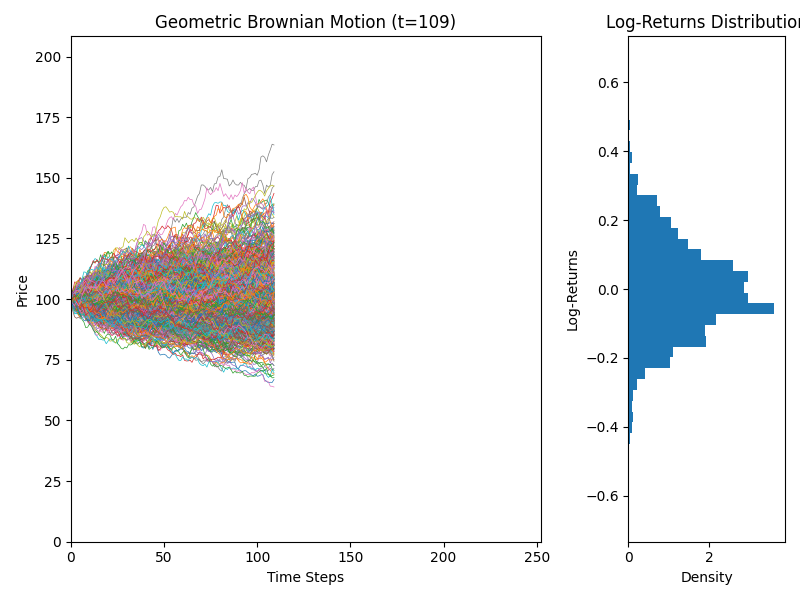 Geometric Brownian Motion (t=109)
Log-Returns Distribution
Price
200
175
150
125
100
75
50
25
0
0 50 100 150 200 250
Time Steps
Log-Returns
0.6
0.4
0.2
0.0
−0.2
−0.4
−0.6
0 2
Density